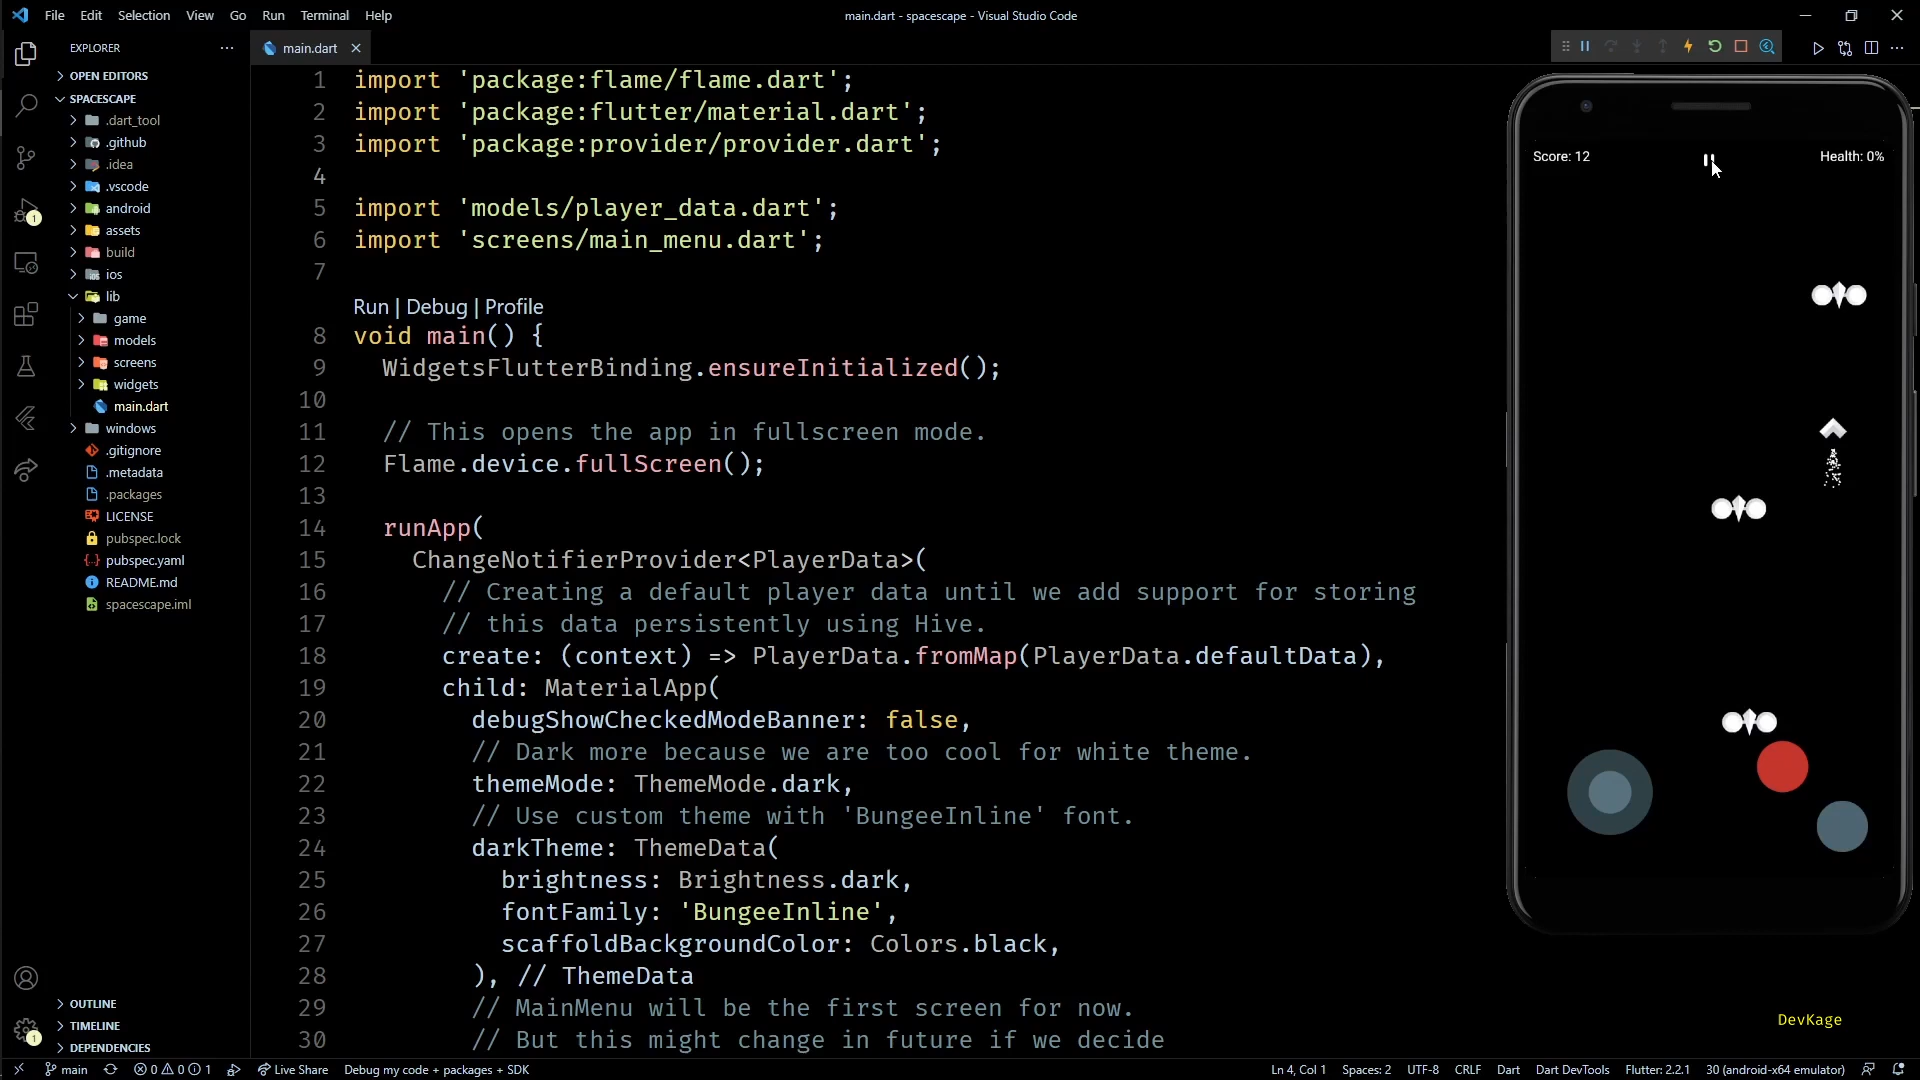 File Edit Selection View Go Run Terminal Help
main.dart - spacescape - Visual Studio Code
EXPLORER
OPEN EDITORS
SPACESCAPE
.dart_tool
.github
.idea
.vscode
android
assets
build
ios
lib
game
models
screens
widgets
main.dart
windows
.gitignore
.metadata
.packages
LICENSE
pubspec.lock
pubspec.yaml
README.md
spacescape.iml
OUTLINE
TIMELINE
DEPENDENCIES
1
1
main.dart
1 import 'package:flame/flame.dart';
2 import 'package:flutter/material.dart';
3 import 'package:provider/provider.dart';
4
5 import 'models/player_data.dart';
6 import 'screens/main_menu.dart';
7
Run | Debug | Profile
8 void main() {
9 WidgetsFlutterBinding.ensureInitialized();
10
11 // This opens the app in fullscreen mode.
12 Flame.device.fullScreen();
13
14 runApp(
15 ChangeNotifierProvider<PlayerData>(
16 // Creating a default player data until we add support for storing
17 // this data persistently using Hive.
18 create: (context) => PlayerData.fromMap(PlayerData.defaultData),
19 child: MaterialApp(
20 debugShowCheckedModeBanner: false,
21 // Dark more because we are too cool for white theme.
22 themeMode: ThemeMode.dark,
23 // Use custom theme with 'BungeeInline' font.
24 darkTheme: ThemeData(
25 brightness: Brightness.dark,
26 fontFamily: 'BungeeInline',
27 scaffoldBackgroundColor: Colors.black,
28 ), // ThemeData
29 // MainMenu will be the first screen for now.
30 // But this might change in future if we decide
Score: 12
Health: 0%
DevKage
main 0 0 1 Live Share Debug my code + packages + SDK
Ln 4, Col 1 Spaces: 2 UTF-8 CRLF Dart Dart DevTools Flutter: 2.2.1 30 (android-x64 emulator)